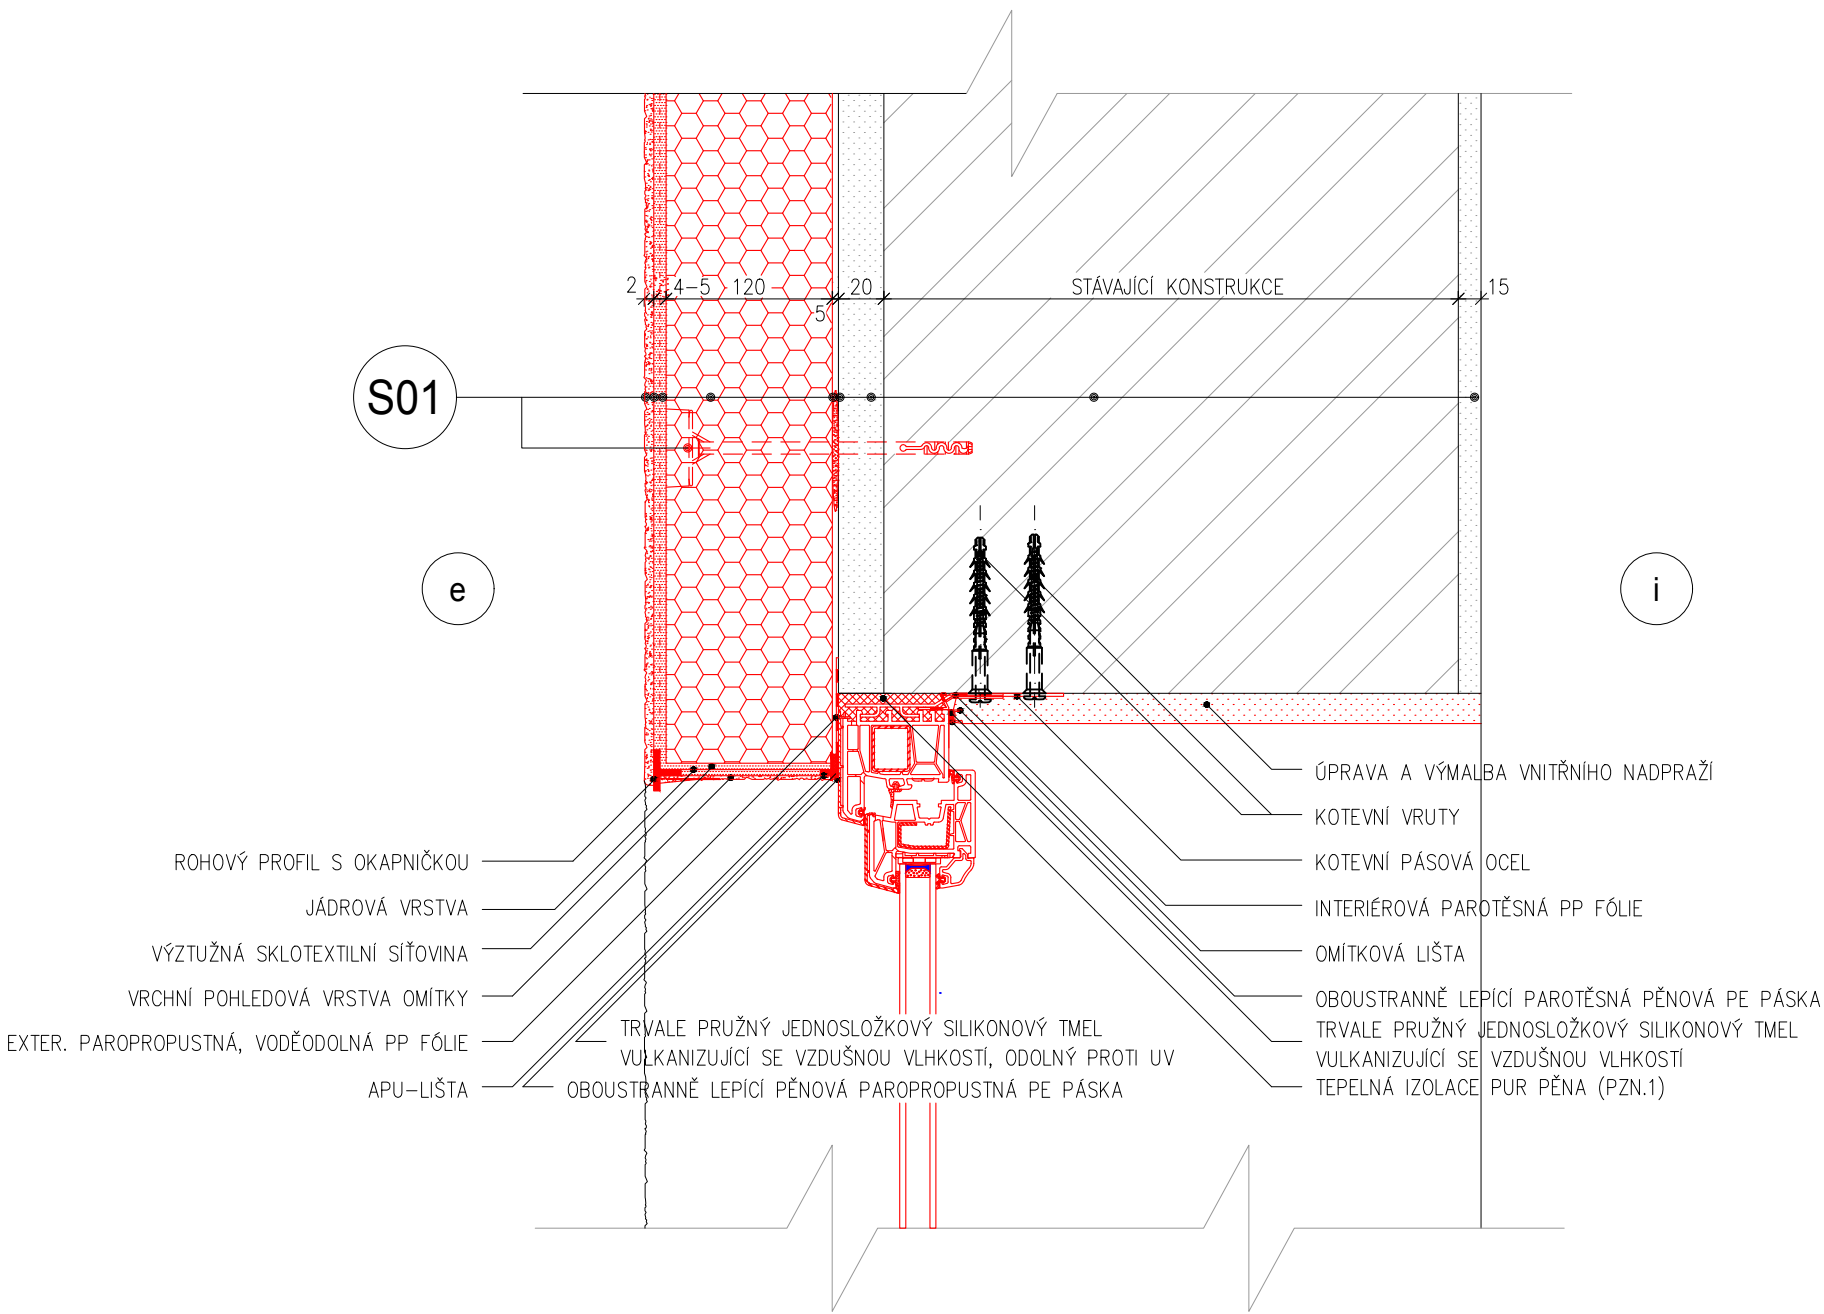 2
4-5
120
5
20
STÁVAJÍCÍ KONSTRUKCE
15
S01
e
i
ROHOVÝ PROFIL S OKAPNIČKOU
JÁDROVÁ VRSTVA
VÝZTUŽNÁ SKLOTEXTILNÍ SÍŤOVINA
VRCHNÍ POHLEDOVÁ VRSTVA OMÍTKY
EXTER. PAROPROPUSTNÁ, VODĚODOLNÁ PP FÓLIE
APU-LIŠTA
TRVALE PRUŽNÝ JEDNOSLOŽKOVÝ SILIKONOVÝ TMEL
VULKANIZUJÍCÍ SE VZDUŠNOU VLHKOSTÍ, ODOLNÝ PROTI UV
OBOUSTRANNĚ LEPÍCÍ PĚNOVÁ PAROPROPUSTNÁ PE PÁSKA
ÚPRAVA A VÝMALBA VNITŘNÍHO NADPRAŽÍ
KOTEVNÍ VRUTY
KOTEVNÍ PÁSOVÁ OCEL
INTERIÉROVÁ PAROTĚSNÁ PP FÓLIE
OMÍTKOVÁ LIŠTA
OBOUSTRANNĚ LEPÍCÍ PAROTĚSNÁ PĚNOVÁ PE PÁSKA
TRVALE PRUŽNÝ JEDNOSLOŽKOVÝ SILIKONOVÝ TMEL
VULKANIZUJÍCÍ SE VZDUŠNOU VLHKOSTÍ
TEPELNÁ IZOLACE PUR PĚNA (PZN.1)